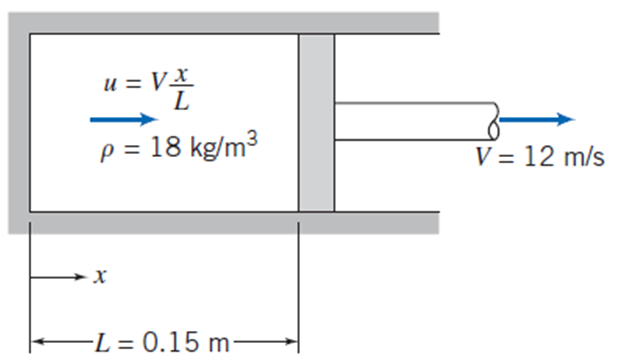 u = V x/L
ρ = 18 kg/m³
V = 12 m/s
x
L = 0.15 m